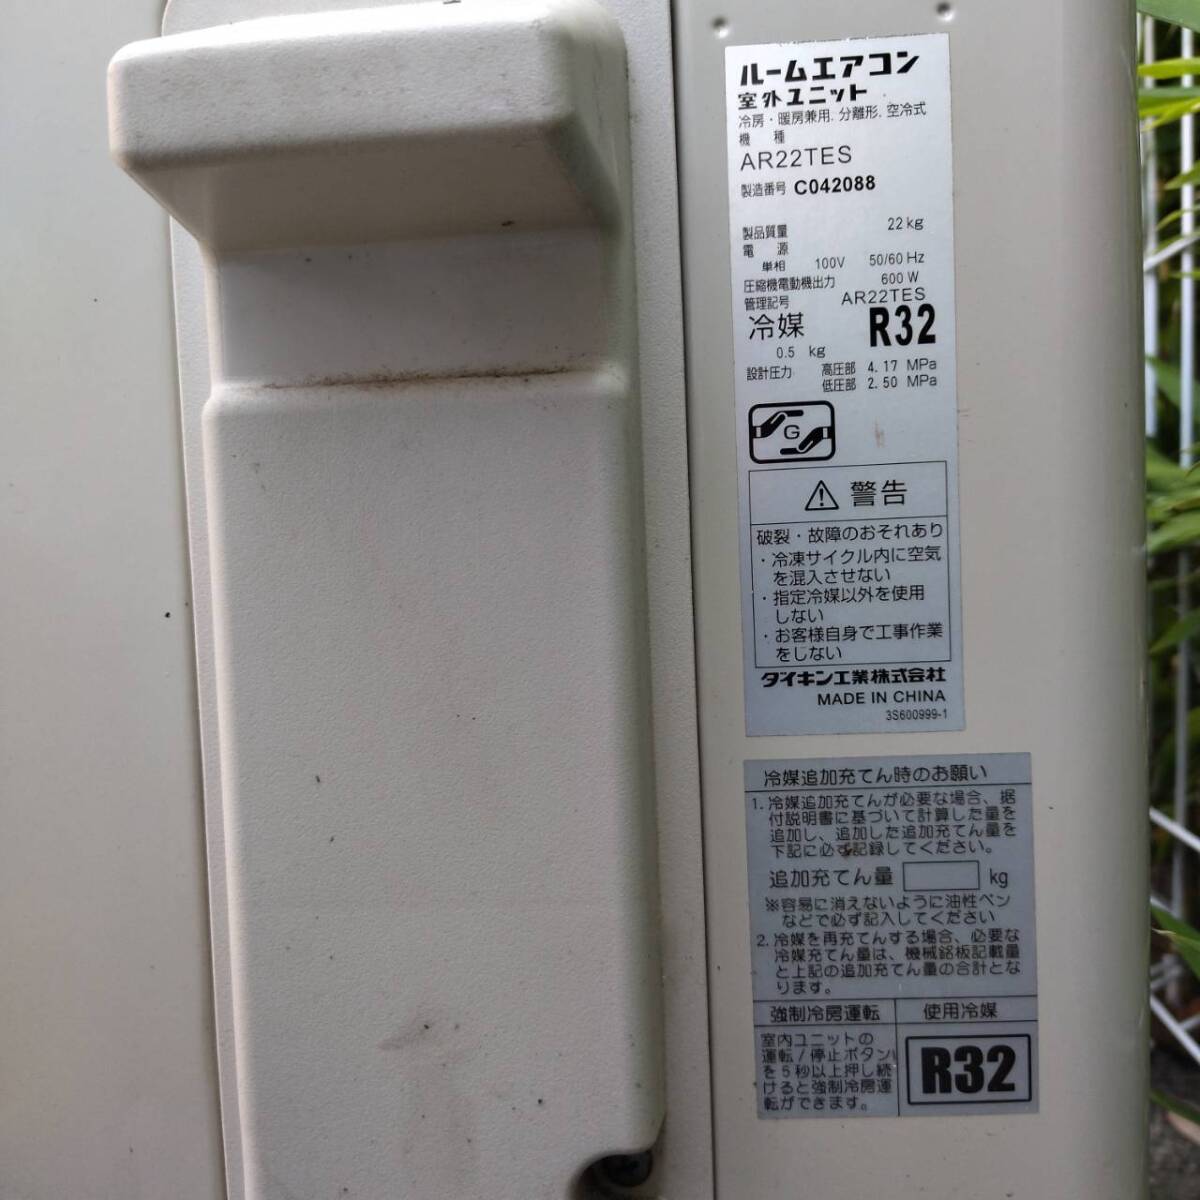 ルームエアコン
室外ユニット
冷房・暖房兼用. 分離形. 空冷式
機 種
AR22TES
製造番号 C042088
製品質量 22kg
電 源
単相 100V 50/60 Hz
圧縮機電動機出力 600 W
管理記号 AR22TES
冷媒 R32
0.5 kg
設計圧力 高圧部 4.17 MPa
低圧部 2.50 MPa
G
警告
破裂・故障のおそれあり
・冷凍サイクル内に空気
を混入させない
・指定冷媒以外を使用
しない
・お客様自身で工事作業
をしない
ダイキン工業株式会社
MADE IN CHINA
3S600999-1
冷媒追加充てん時のお願い
1. 冷媒追加充てんが必要な場合、据
付説明書に基づいて計算した量を
追加し、追加した追加充てん量を
下記に必ず記録してください。
追加充てん量 kg
※容易に消えないように油性ペン
などで必ず記入してください
2. 冷媒を再充てんする場合、必要な
冷媒充てん量は、機械銘板記載量
と上記の追加充てん量の合計とな
ります。
強制冷房運転
室内ユニットの
運転/停止ボタン
を5秒以上押し続
けると強制冷房運
転ができます。
使用冷媒
R32